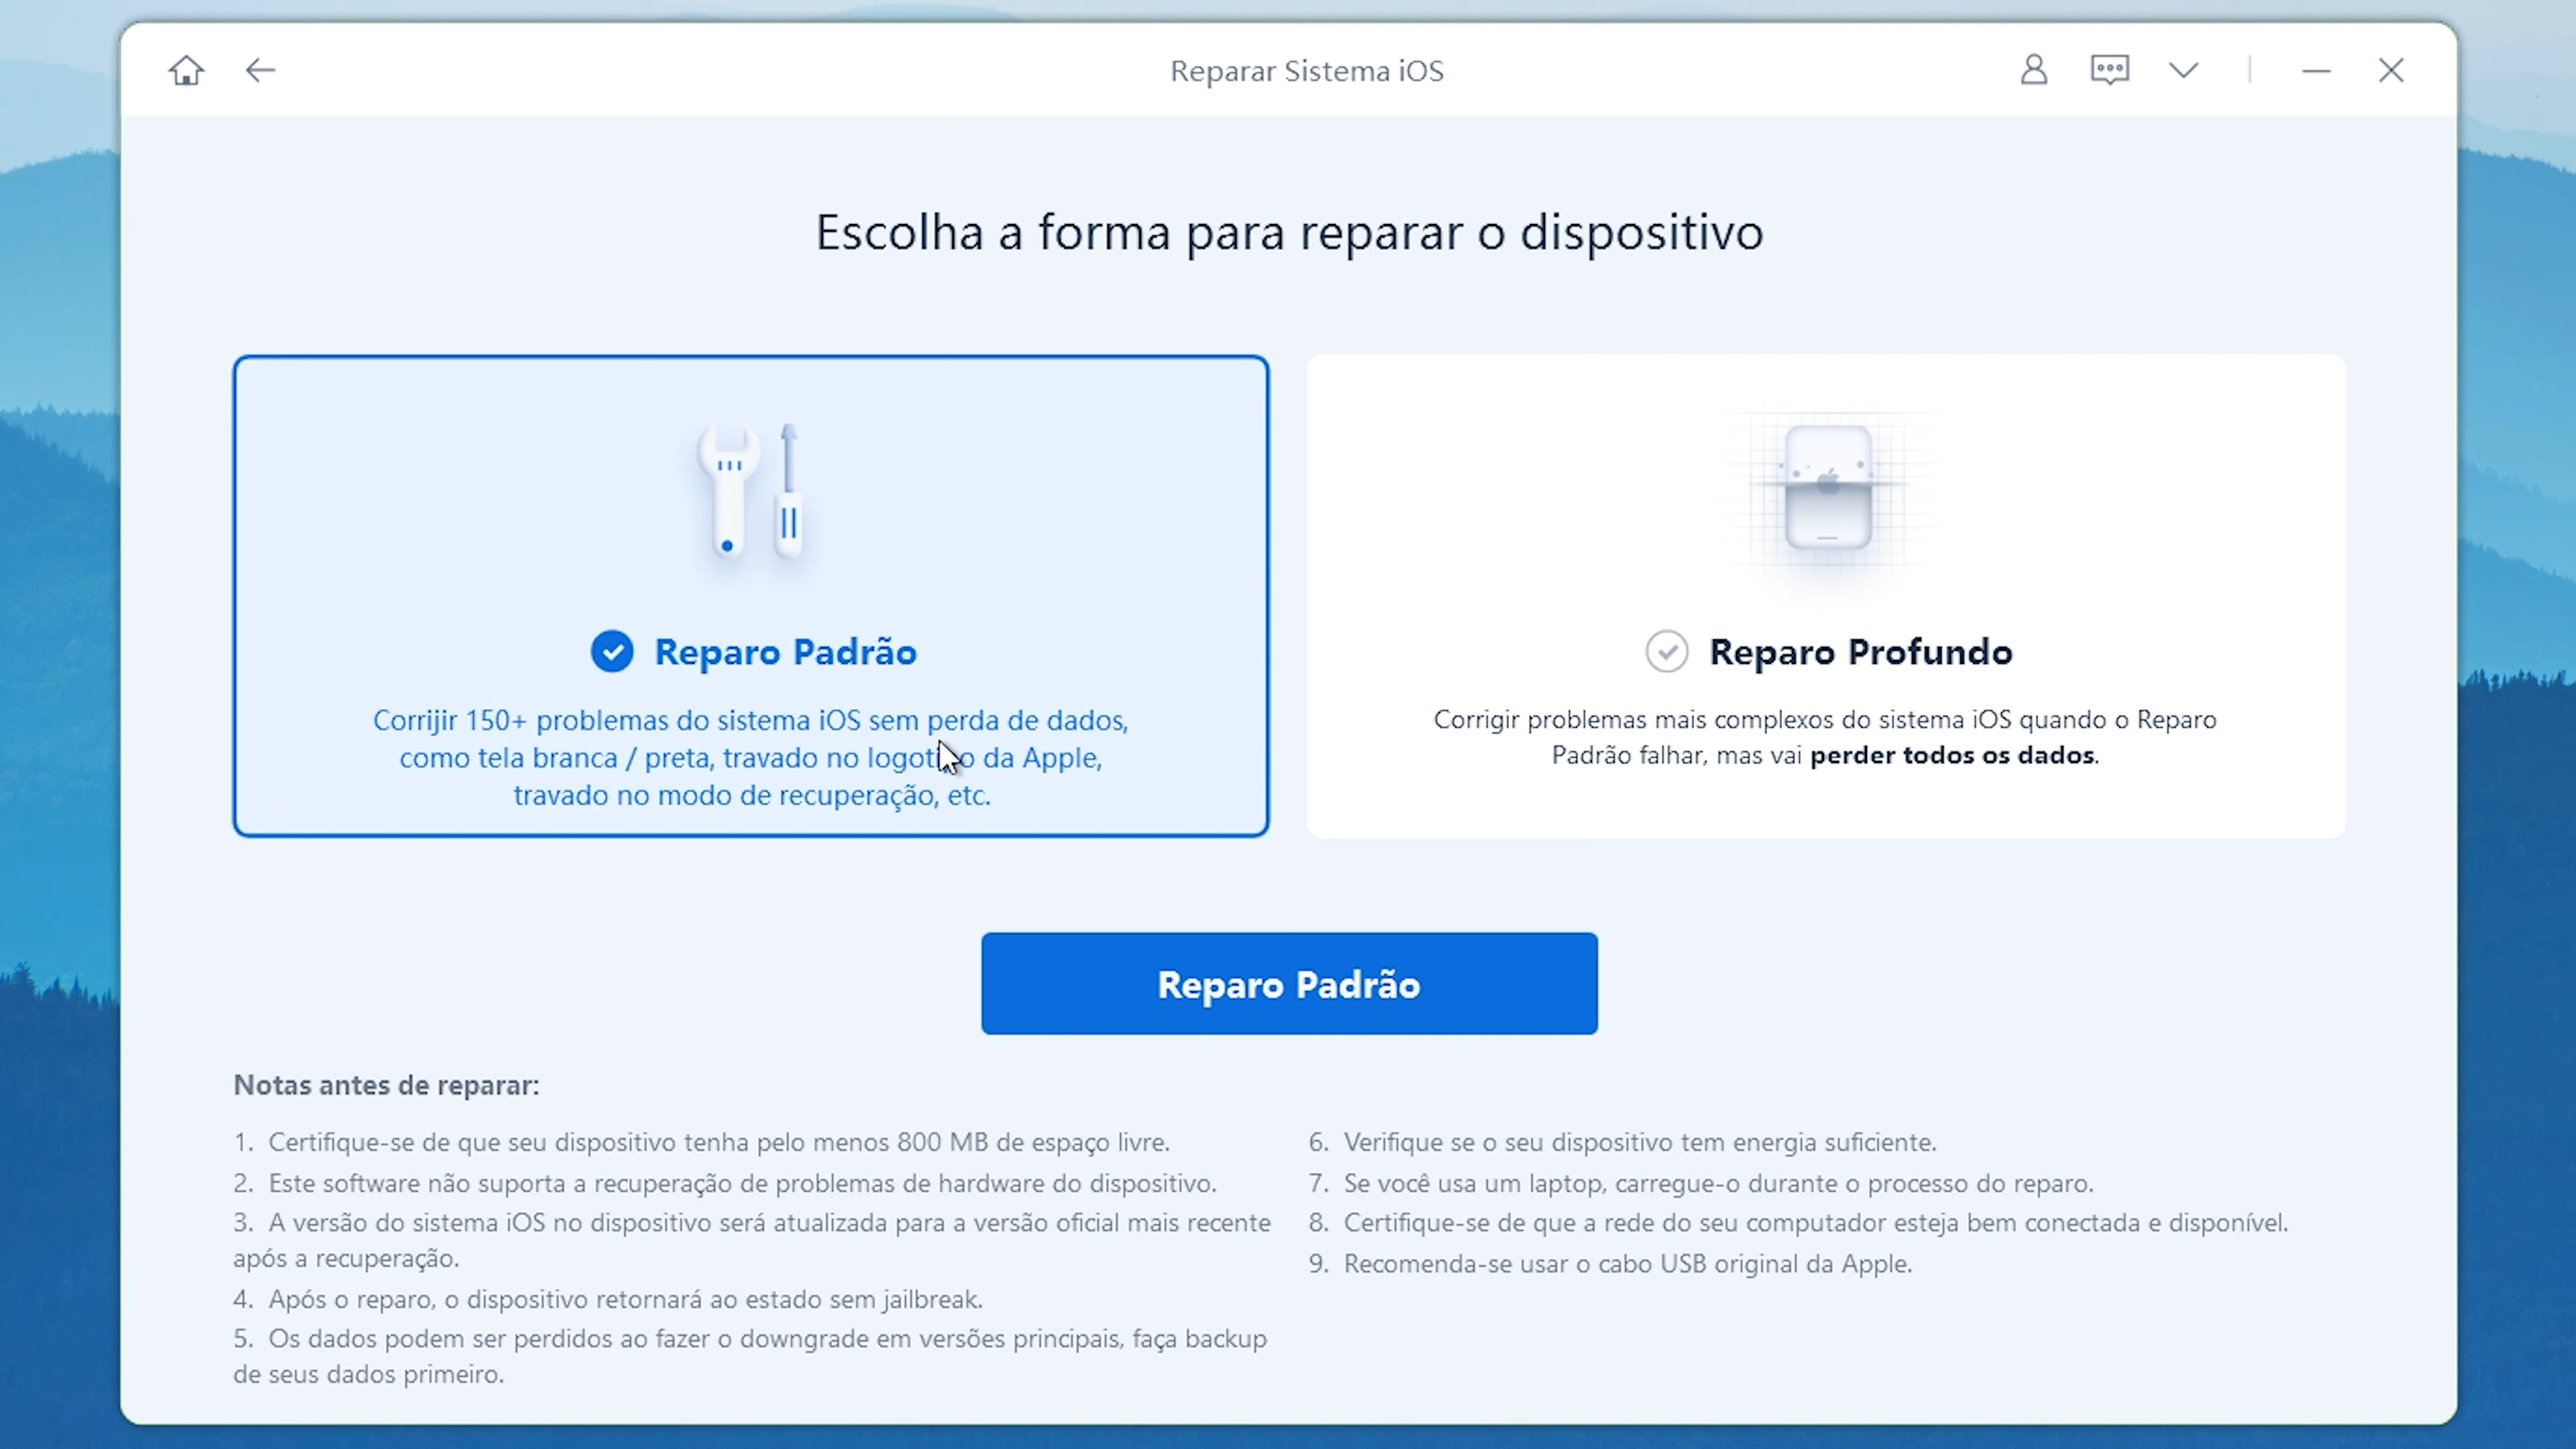 Reparar Sistema iOS
Escolha a forma para reparar o dispositivo
Reparo Padrão
Corrijir 150+ problemas do sistema iOS sem perda de dados,
como tela branca / preta, travado no da Apple,
travado no modo de recuperação, etc.
Reparo Profundo
Corrigir problemas mais complexos do sistema iOS quando o Reparo
Padrão falhar, mas vai perder todos os dados.
Reparo Padrão
Notas antes de reparar:
1. Certifique-se de que seu dispositivo tenha pelo menos 800 MB de espaço livre.
2. Este software não suporta a recuperação de problemas de hardware do dispositivo.
3. A versão do sistema iOS no dispositivo será atualizada para a versão oficial mais recente
após a recuperação.
4. Após o reparo, o dispositivo retornará ao estado sem jailbreak.
5. Os dados podem ser perdidos ao fazer o downgrade em versões principais, faça backup
de seus dados primeiro.
6. Verifique se o seu dispositivo tem energia suficiente.
7. Se você usa um laptop, carregue-o durante o processo do reparo.
8. Certifique-se de que a rede do seu computador esteja bem conectada e disponível.
9. Recomenda-se usar o cabo USB original da Apple.